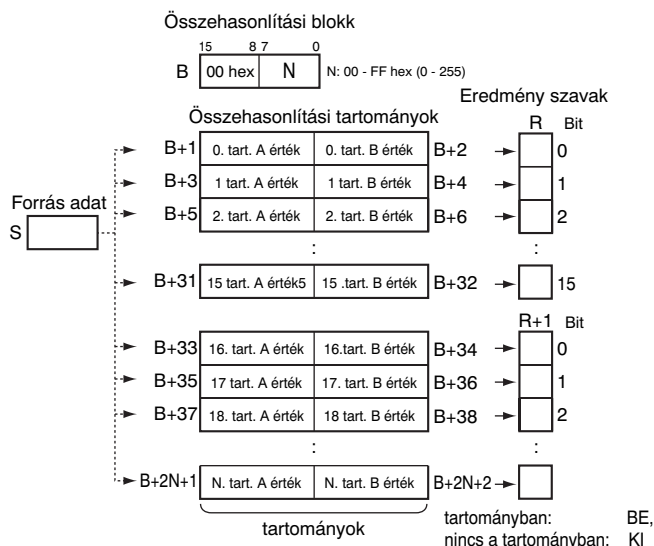 Összehasonlítási blokk
15 8 7 0
B 00 hex N N: 00 - FF hex (0 - 255)
Összehasonlítási tartományok
Eredmény szavak
R Bit
B+1 0. tart. A érték 0. tart. B érték B+2 0
B+3 1 tart. A érték 1 tart. B érték B+4 1
Forrás adat
B+5 2. tart. A érték 2. tart. B érték B+6 2
S
: :
B+31 15 tart. A érték5 15 .tart. B érték B+32 15
R+1 Bit
B+33 16. tart. A érték 16.tart. B érték B+34 0
B+35 17 tart. A érték 17. tart. B érték B+36 1
B+37 18. tart. A érték 18 tart. B érték B+38 2
: :
B+2N+1 N. tart. A érték N. tart. B érték B+2N+2
tartományok
tartományban: BE,
nincs a tartományban: KI